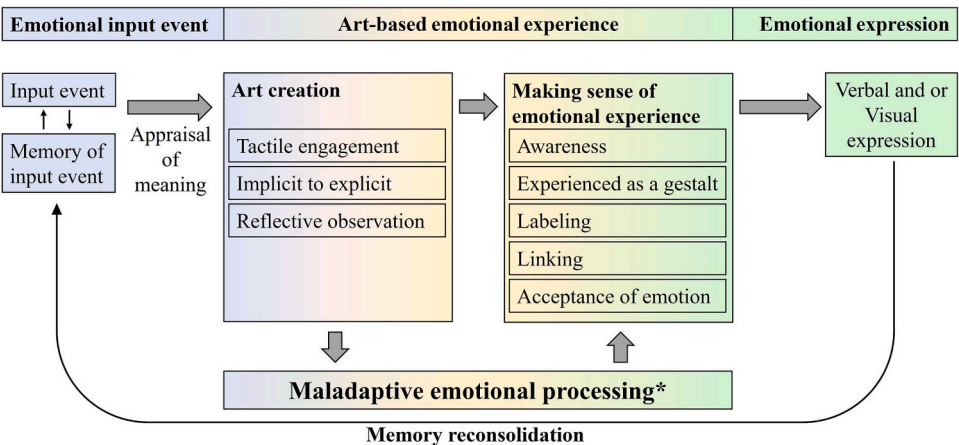 Emotional input event
Art-based emotional experience
Emotional expression
Input event
Memory of
input event
Appraisal
of
meaning
Art creation
Tactile engagement
Implicit to explicit
Reflective observation
Making sense of
emotional experience
Awareness
Experienced as a gestalt
Labeling
Linking
Acceptance of emotion
Verbal and or
Visual
expression
Maladaptive emotional processing*
Memory reconsolidation